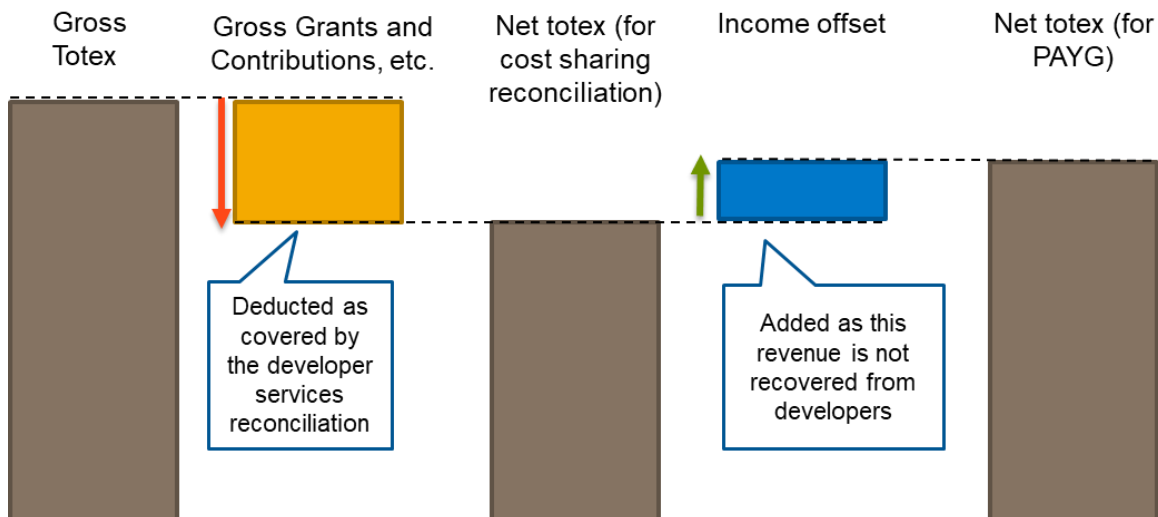 Gross
Totex
Gross Grants and
Contributions, etc.
Net totex (for
cost sharing
reconciliation)
Income offset
Net totex (for
PAYG)
Deducted as
covered by
the developer
services
reconciliation
Added as this
revenue is not
recovered from
developers